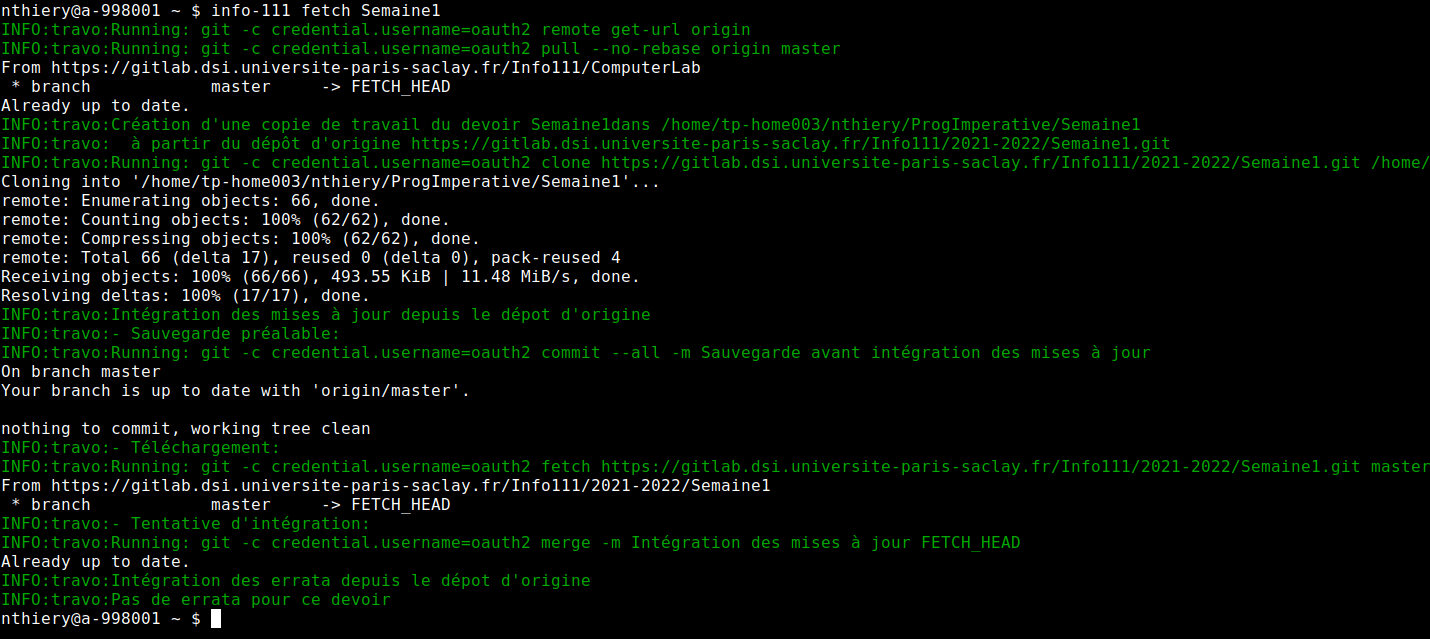 nthiery@a-998001 ~ $ info-111 fetch Semaine1
INFO:travo:Running: git -c credential.username=oauth2 remote get-url origin
INFO:travo:Running: git -c credential.username=oauth2 pull --no-rebase origin master
From https://gitlab.dsi.universite-paris-saclay.fr/Info111/ComputerLab
 * branch            master     -> FETCH_HEAD
Already up to date.
INFO:travo:Création d'une copie de travail du devoir Semaine1dans /home/tp-home003/nthiery/ProgImperative/Semaine1
INFO:travo:  à partir du dépôt d'origine https://gitlab.dsi.universite-paris-saclay.fr/Info111/2021-2022/Semaine1.git
INFO:travo:Running: git -c credential.username=oauth2 clone https://gitlab.dsi.universite-paris-saclay.fr/Info111/2021-2022/Semaine1.git /home/
Cloning into '/home/tp-home003/nthiery/ProgImperative/Semaine1'...
remote: Enumerating objects: 66, done.
remote: Counting objects: 100% (62/62), done.
remote: Compressing objects: 100% (62/62), done.
remote: Total 66 (delta 17), reused 0 (delta 0), pack-reused 4
Receiving objects: 100% (66/66), 493.55 KiB | 11.48 MiB/s, done.
Resolving deltas: 100% (17/17), done.
INFO:travo:Intégration des mises à jour depuis le dépot d'origine
INFO:travo:- Sauvegarde préalable:
INFO:travo:Running: git -c credential.username=oauth2 commit --all -m Sauvegarde avant intégration des mises à jour
On branch master
Your branch is up to date with 'origin/master'.

nothing to commit, working tree clean
INFO:travo:- Téléchargement:
INFO:travo:Running: git -c credential.username=oauth2 fetch https://gitlab.dsi.universite-paris-saclay.fr/Info111/2021-2022/Semaine1.git master
From https://gitlab.dsi.universite-paris-saclay.fr/Info111/2021-2022/Semaine1
 * branch            master     -> FETCH_HEAD
INFO:travo:- Tentative d'intégration:
INFO:travo:Running: git -c credential.username=oauth2 merge -m Intégration des mises à jour FETCH_HEAD
Already up to date.
INFO:travo:Intégration des errata depuis le dépot d'origine
INFO:travo:Pas de errata pour ce devoir
nthiery@a-998001 ~ $